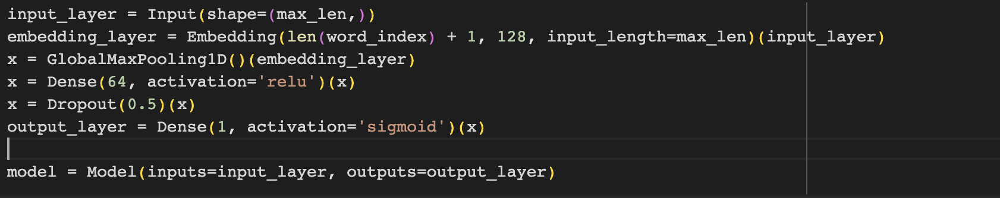 input_layer = Input(shape=(max_len,))
embedding_layer = Embedding(len(word_index) + 1, 128, input_length=max_len)(input_layer)
x = GlobalMaxPooling1D()(embedding_layer)
x = Dense(64, activation='relu')(x)
x = Dropout(0.5)(x)
output_layer = Dense(1, activation='sigmoid')(x)
model = Model(inputs=input_layer, outputs=output_layer)